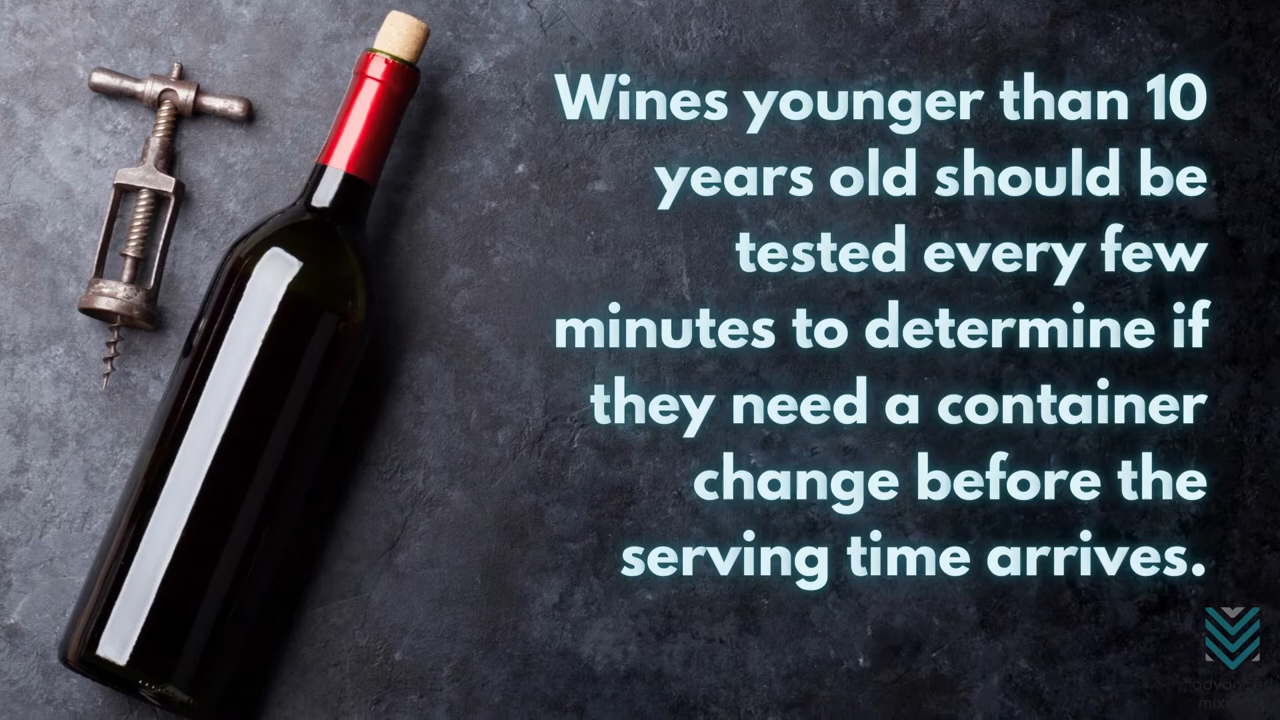 Wines younger than 10
years old should be
tested every few
minutes to determine if
they need a container
change before the
serving time arrives.